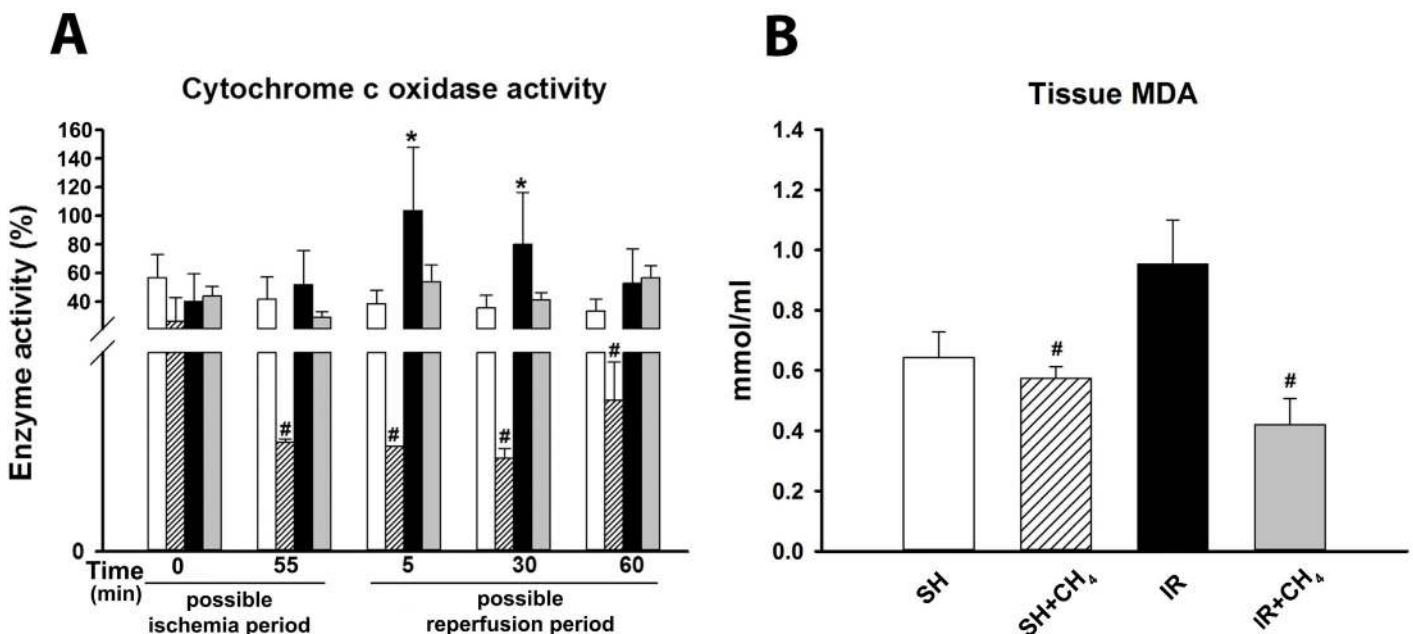 A
Cytochrome c oxidase activity
Enzyme activity (%)
160
140
120
100
80
60
40
0
*
*
#
#
#
#
Time 0 55 5 30 60
(min)
possible
ischemia period
possible
reperfusion period
B
Tissue MDA
mmol/ml
1.4
1.2
1.0
0.8
0.6
0.4
0.2
0.0
#
#
SH
SH+CH₄
IR
IR+CH₄